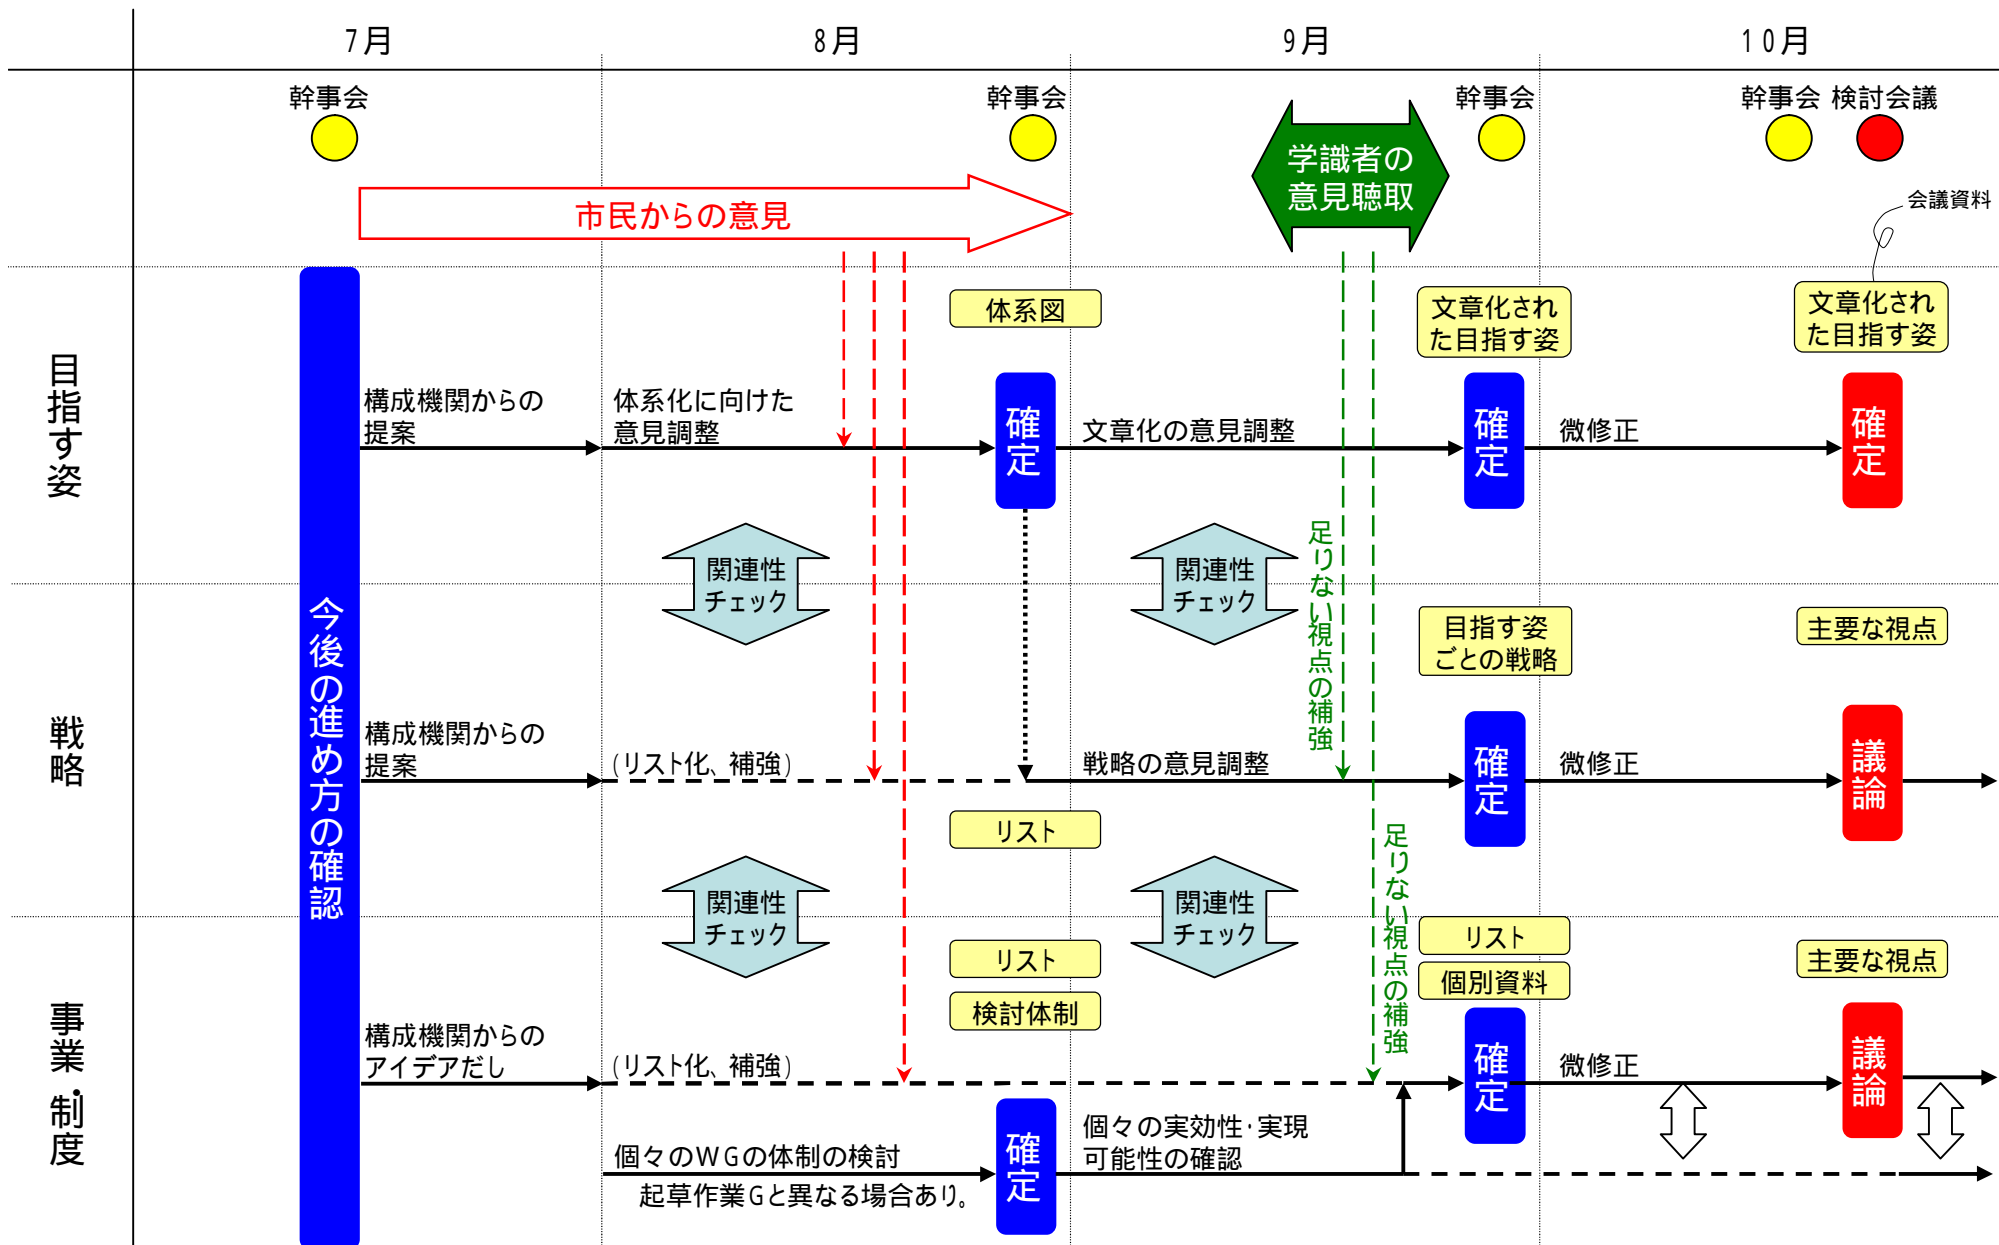 7月
8月
9月
10月
幹事会
幹事会
幹事会
幹事会
検討会議
学識者の
意見聴取
市民からの意見
会議資料
目指す姿
今後の進め方の確認
体系図
文章化され
た目指す姿
文章化され
た目指す姿
構成機関からの
提案
体系化に向けた
意見調整
確定
文章化の意見調整
確定
微修正
確定
関連性
チェック
関連性
チェック
足りない視点の補強
戦略
目指す姿
ごとの戦略
主要な視点
構成機関からの
提案
(リスト化、補強)
戦略の意見調整
確定
微修正
議論
リスト
関連性
チェック
関連性
チェック
足りない視点の補強
事業・制度
リスト
検討体制
リスト
個別資料
主要な視点
構成機関からの
アイデアだし
(リスト化、補強)
確定
微修正
議論
個々のWGの体制の検討
起草作業Gと異なる場合あり。
確定
個々の実効性・実現
可能性の確認